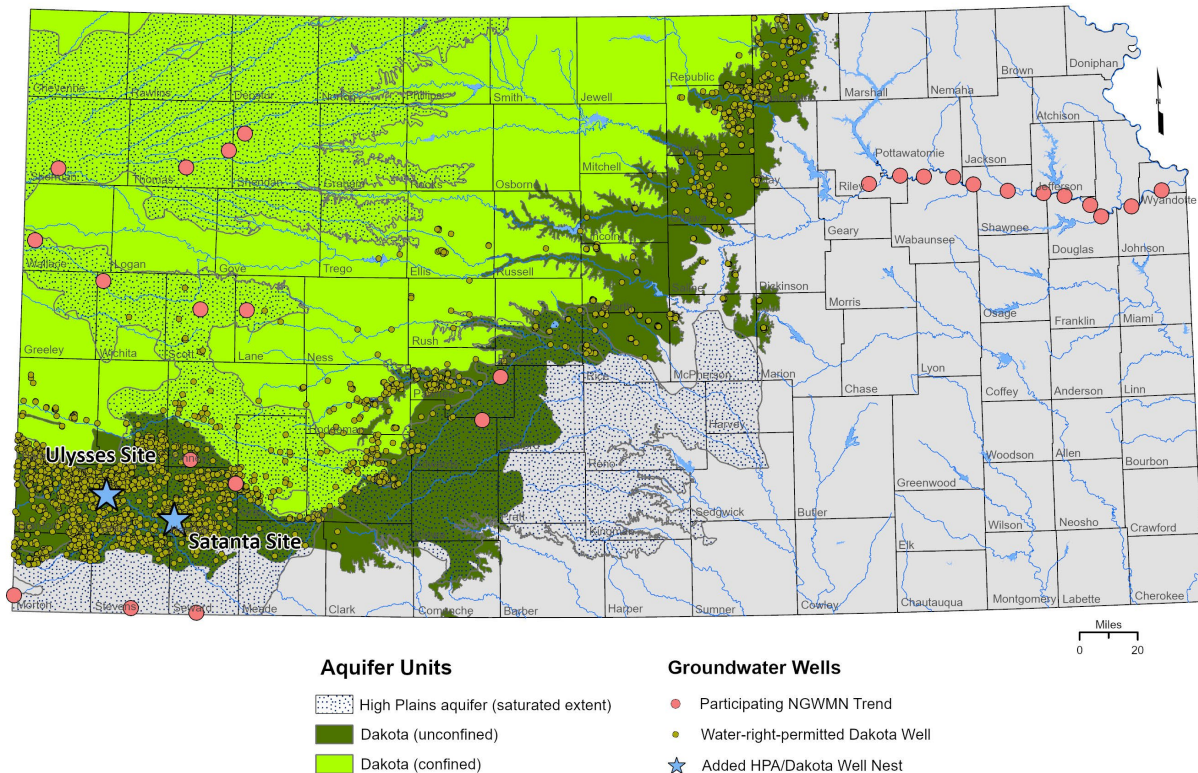 Republic
Smith
Jewell
Marshall
Nemaha
Brown
Doniphan
Cheyenne
Rawlins
Decatur
Norton
Phillips
Atchison
Mitchell
Pottawatomie
Jackson
Sherman
Thomas
Sheridan
Graham
Rooks
Osborne
Clay
Riley
Jefferson
Wyandotte
Geary
Wabaunsee
Shawnee
Douglas
Johnson
Lincoln
Wallace
Logan
Gove
Trego
Ellis
Russell
Saline
Dickinson
Morris
Osage
Franklin
Miami
Greeley
Wichita
Scott
Lane
Ness
Rush
Rice
McPherson
Marion
Chase
Lyon
Coffey
Anderson
Linn
Hodgeman
Harvey
Reno
Woodson
Allen
Bourbon
Ulysses Site
Greenwood
Pratt
Kingman
Sedgwick
Butler
Wilson
Neosho
Crawford
Elk
Satanta Site
Morton
Stevens
Seward
Meade
Clark
Comanche
Barber
Harper
Sumner
Cowley
Chautauqua
Montgomery
Labette
Cherokee
N
Miles
0 20
Aquifer Units
High Plains aquifer (saturated extent)
Dakota (unconfined)
Dakota (confined)
Groundwater Wells
Participating NGWMN Trend
Water-right-permitted Dakota Well
Added HPA/Dakota Well Nest